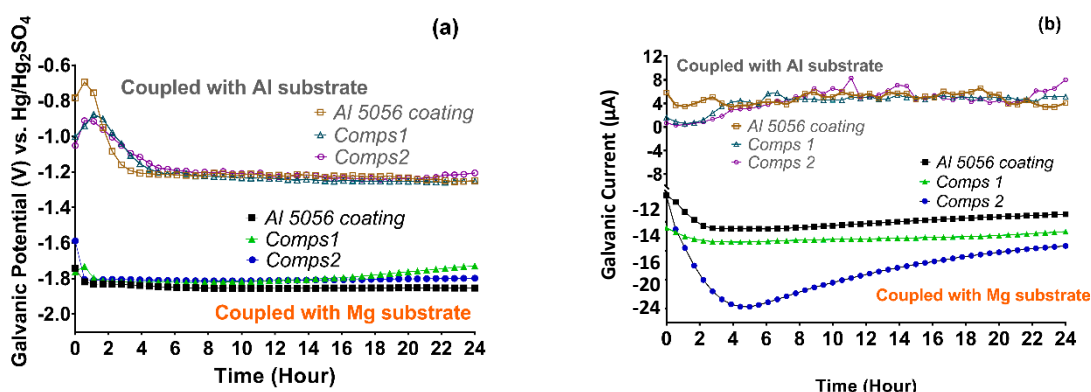 (a)
Galvanic Potential (V) vs. Hg/Hg₂SO₄
-0.6
-0.8
-1.0
-1.2
-1.4
-1.6
-1.8
-2.0
Coupled with Al substrate
Al 5056 coating
Comps1
Comps2
Al 5056 coating
Comps1
Comps2
Coupled with Mg substrate
0 2 4 6 8 10 12 14 16 18 20 22 24
Time (Hour)
(b)
Galvanic Current (μA)
12
8
4
0
4
8
-12
-14
-16
-20
-24
Coupled with Al substrate
Al 5056 coating
Comps 1
Comps 2
Al 5056 coating
Comps 1
Comps 2
Coupled with Mg substrate
0 2 4 6 8 10 12 14 16 18 20 22 24
Time (Hour)